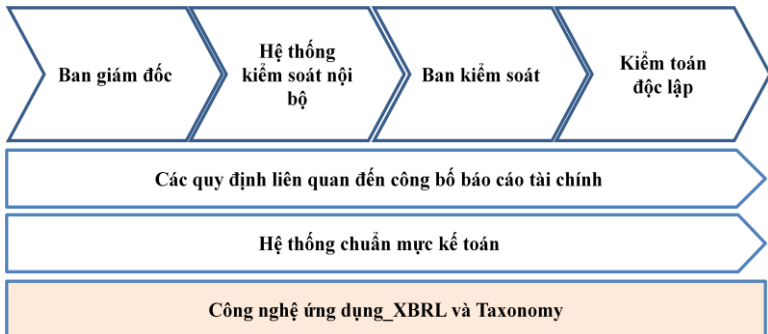 Ban giám đốc
Hệ thống
kiểm soát nội
bộ
Ban kiểm soát
Kiểm toán
độc lập
Các quy định liên quan đến công bố báo cáo tài chính
Hệ thống chuẩn mực kế toán
Công nghệ ứng dụng_XBRL và Taxonomy